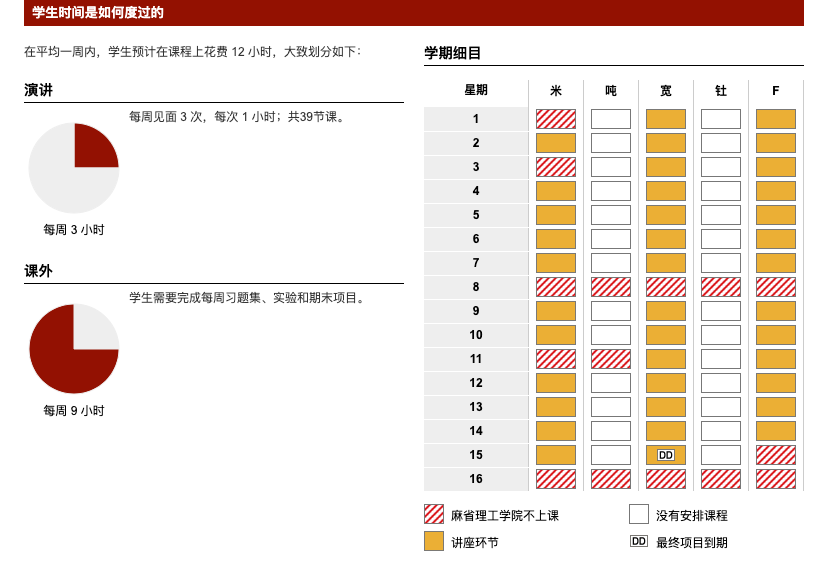 学生时间是如何度过的
在平均一周内，学生预计在课程上花费 12 小时，大致划分如下：
演讲
每周见面 3 次，每次 1 小时；共39节课。
每周 3 小时
课外
学生需要完成每周习题集、实验和期末项目。
每周 9 小时
学期细目
星期 米 吨 宽 钍 F
1
2
3
4
5
6
7
8
9
10
11
12
13
14
15 DD
16
麻省理工学院不上课 没有安排课程
讲座环节 DD 最终项目到期